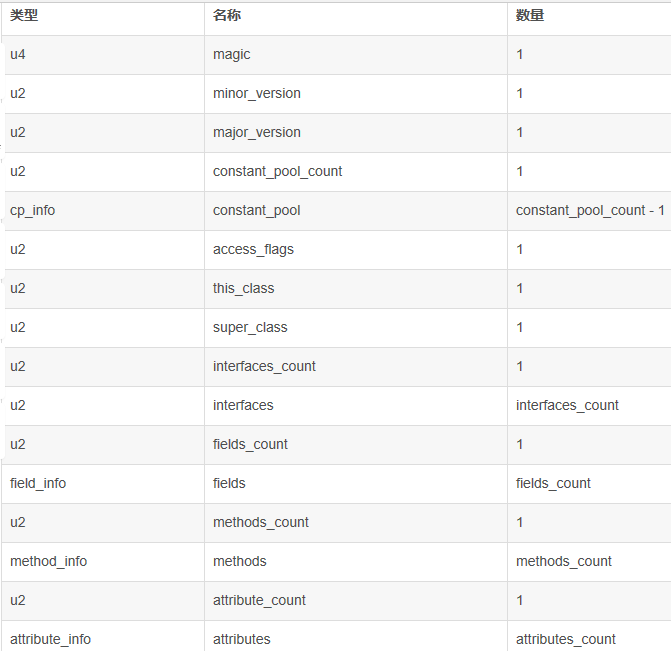 类型 名称 数量
u4 magic 1
u2 minor_version 1
u2 major_version 1
u2 constant_pool_count 1
cp_info constant_pool constant_pool_count - 1
u2 access_flags 1
u2 this_class 1
u2 super_class 1
u2 interfaces_count 1
u2 interfaces interfaces_count
u2 fields_count 1
field_info fields fields_count
u2 methods_count 1
method_info methods methods_count
u2 attribute_count 1
attribute_info attributes attributes_count